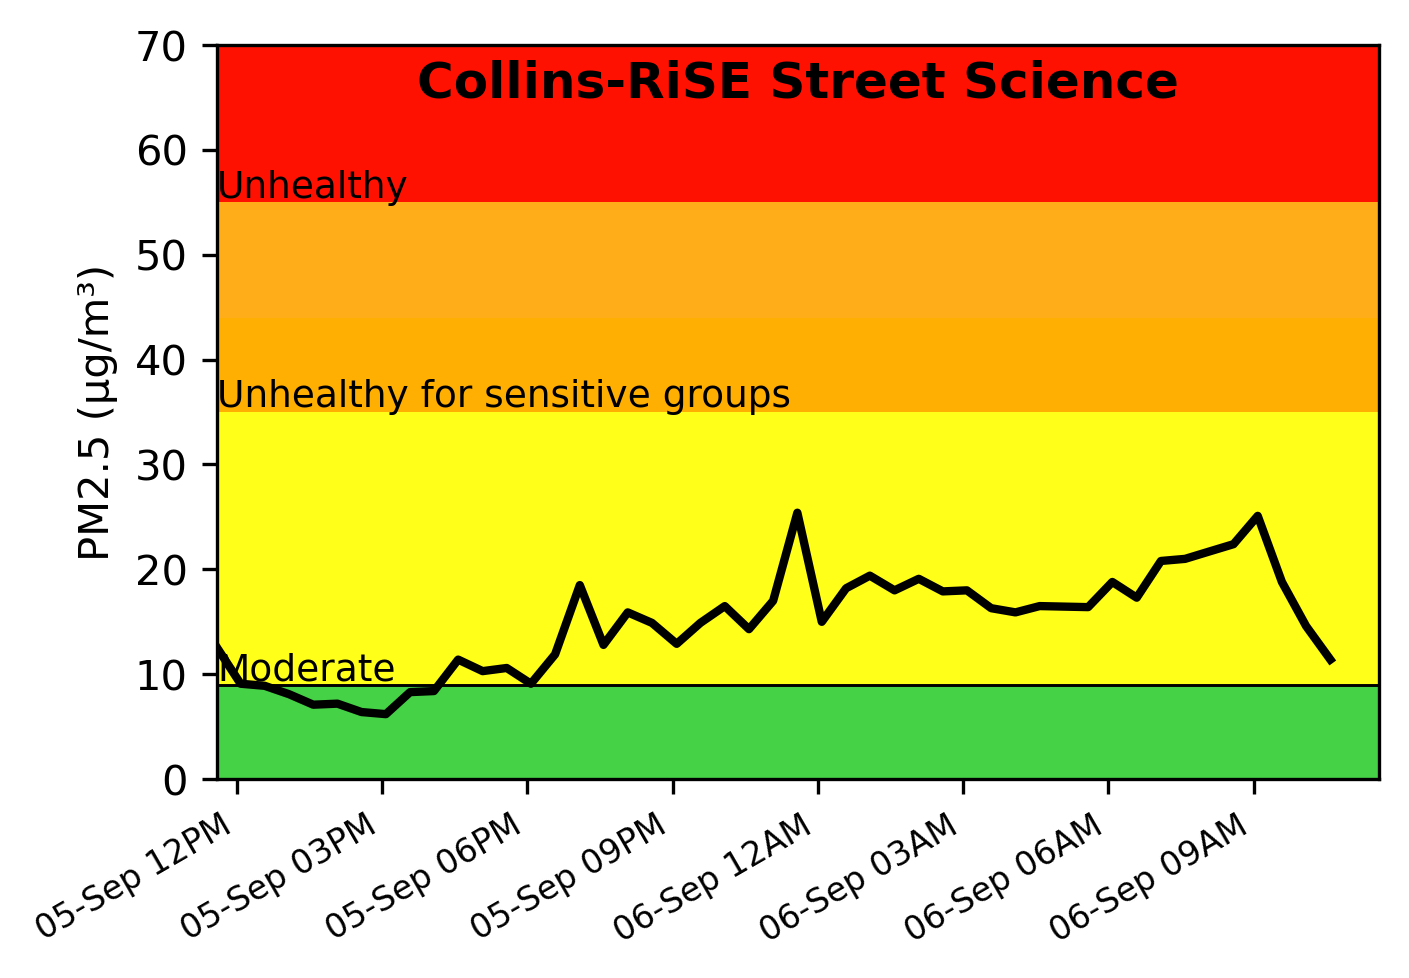 Collins-RiSE Street Science
PM2.5 (µg/m³)
70
60
Unhealthy
50
40
Unhealthy for sensitive groups
30
20
10
Moderate
0
05-Sep 12PM
05-Sep 03PM
05-Sep 06PM
05-Sep 09PM
06-Sep 12AM
06-Sep 03AM
06-Sep 06AM
06-Sep 09AM